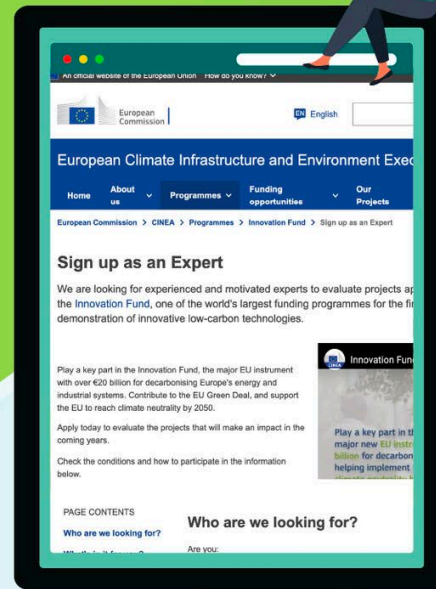 An official website of the European Union How do you know?
European
Commission
EN English
European Climate Infrastructure and Environment Exec
Home About us Programmes Funding opportunities Our Projects
European Commission > CINEA > Programmes > Innovation Fund > Sign up as an Expert
Sign up as an Expert
We are looking for experienced and motivated experts to evaluate projects ap
the Innovation Fund, one of the world's largest funding programmes for the fi
demonstration of innovative low-carbon technologies.
Play a key part in the Innovation Fund, the major EU instrument
with over €20 billion for decarbonising Europe's energy and
industrial systems. Contribute to the EU Green Deal, and support
the EU to reach climate neutrality by 2050.
Apply today to evaluate the projects that will make an impact in the
coming years.
Check the conditions and how to participate in the information
below.
CINEA
Innovation Fun
Play a key part in th
major new EU instr
billion for decarbon
helping implement
climate neutrality b
PAGE CONTENTS
Who are we looking for?
What's in it for you?
Who are we looking for?
Are you: